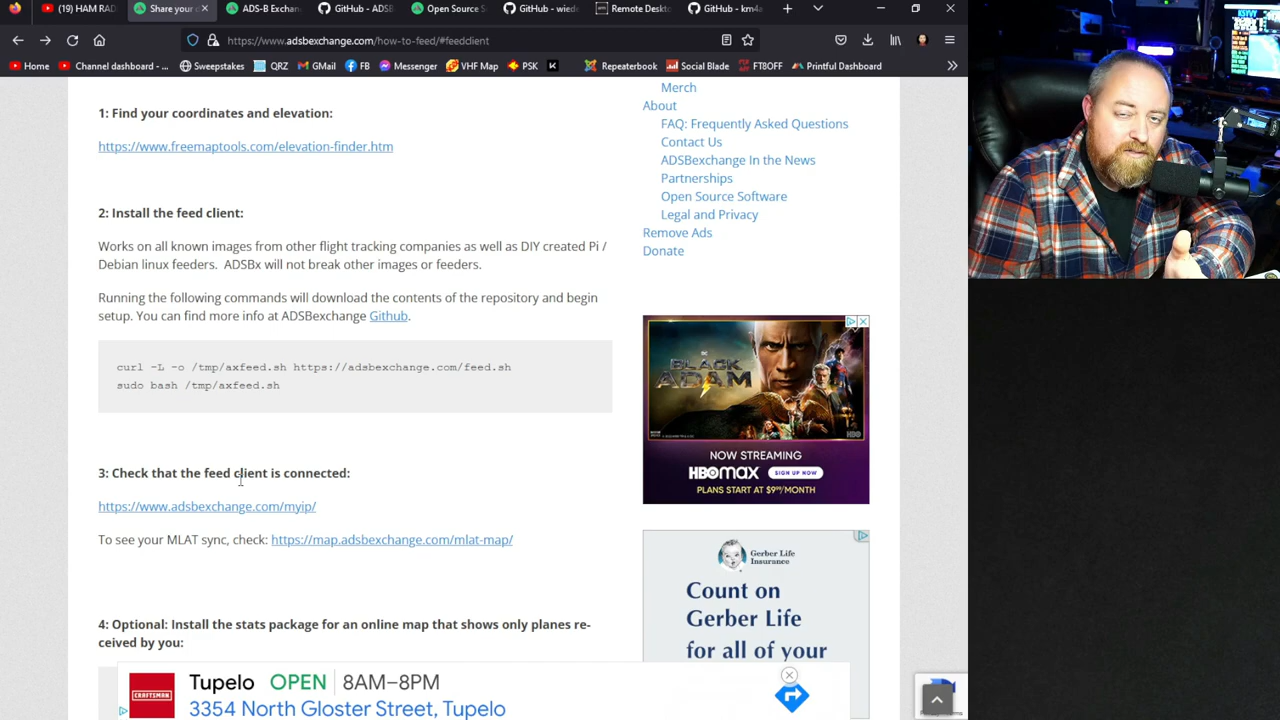 (19) HAM RAD
Share your d
ADS-B Exchan
GitHub - ADSB
Open Source S
GitHub - wied
Remote Deskto
GitHub - km4a
https://www.adsbexchange.com/how-to-feed/#feedclient
Home
Channel dashboard - ...
Sweepstakes
QRZ
GMail
FB
Messenger
HF Map
PSK
Repeaterbook
Social Blade
FT8OFF
Printful Dashboard
1: Find your coordinates and elevation:
https://www.freemaptools.com/elevation-finder.htm
2: Install the feed client:
Works on all known images from other flight tracking companies as well as DIY created Pi /
Debian linux feeders. ADSBx will not break other images or feeders.
Running the following commands will download the contents of the repository and begin
setup. You can find more info at ADSBexchange Github.
curl -L -o /tmp/axfeed.sh https://adsbexchange.com/feed.sh
sudo bash /tmp/axfeed.sh
3: Check that the feed client is connected:
https://www.adsbexchange.com/myip/
To see your MLAT sync, check: https://map.adsbexchange.com/mlat-map/
4: Optional: Install the stats package for an online map that shows only planes re-
ceived by you:
Merch
About
FAQ: Frequently Asked Questions
Contact Us
ADSBexchange In the News
Partnerships
Open Source Software
Legal and Privacy
Remove Ads
Donate
BLACK
ADAM
HBO
NOW STREAMING
HBOMAX SIGN UP NOW
PLANS START AT $9.99/MONTH
Gerber Life
Insurance
Count on
Gerber Life
for all of your
CRAFTSMAN
Tupelo OPEN 8AM–8PM
3354 North Gloster Street, Tupelo